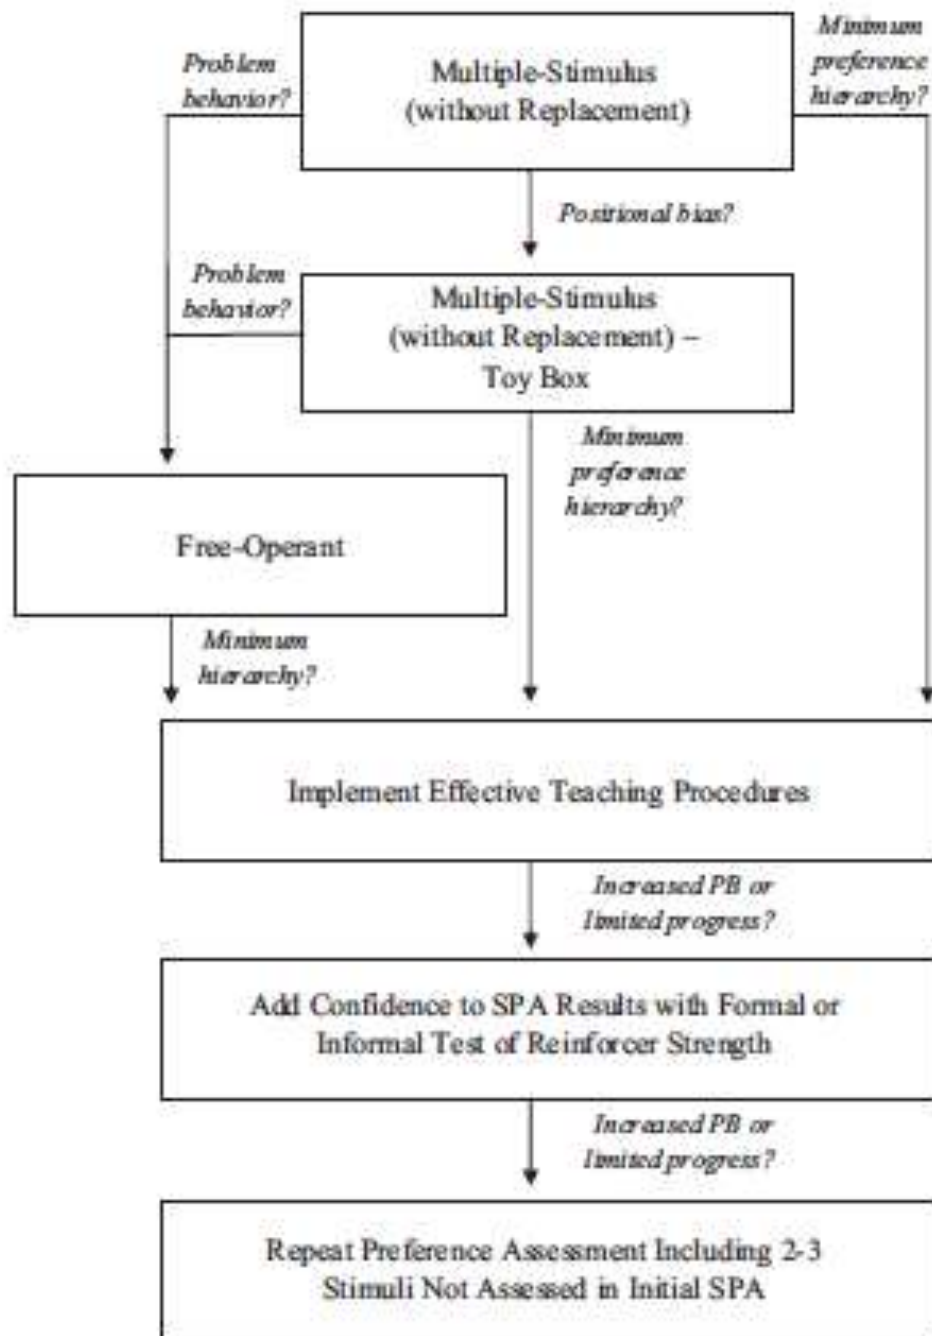 Problem
behavior?
Multiple-Stimulus
(without Replacement)
Minimum
preference
hierarchy?
Positional bias?
Problem
behavior?
Multiple-Stimulus
(without Replacement) –
Toy Box
Minimum
preference
hierarchy?
Free-Operant
Minimum
hierarchy?
Implement Effective Teaching Procedures
Increased PB or
limited progress?
Add Confidence to SPA Results with Formal or
Informal Test of Reinforcer Strength
Increased PB or
limited progress?
Repeat Preference Assessment Including 2-3
Stimuli Not Assessed in Initial SPA